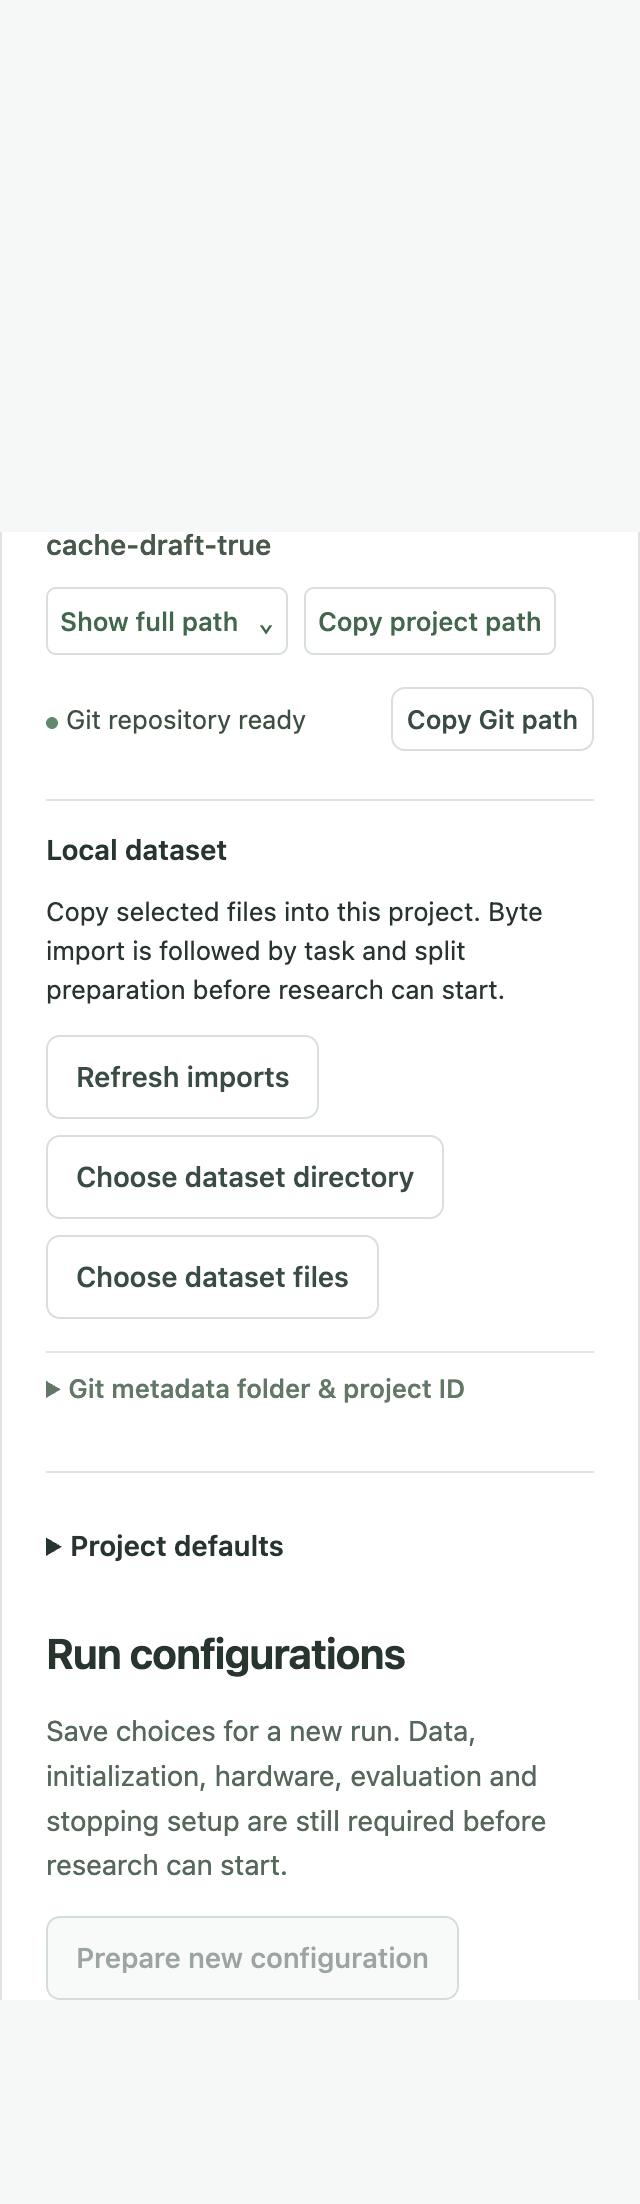 cache-draft-true
Show full path
Copy project path
Git repository ready
Copy Git path
Local dataset
Copy selected files into this project. Byte
import is followed by task and split
preparation before research can start.
Refresh imports
Choose dataset directory
Choose dataset files
Git metadata folder & project ID
Project defaults
Run configurations
Save choices for a new run. Data,
initialization, hardware, evaluation and
stopping setup are still required before
research can start.
Prepare new configuration